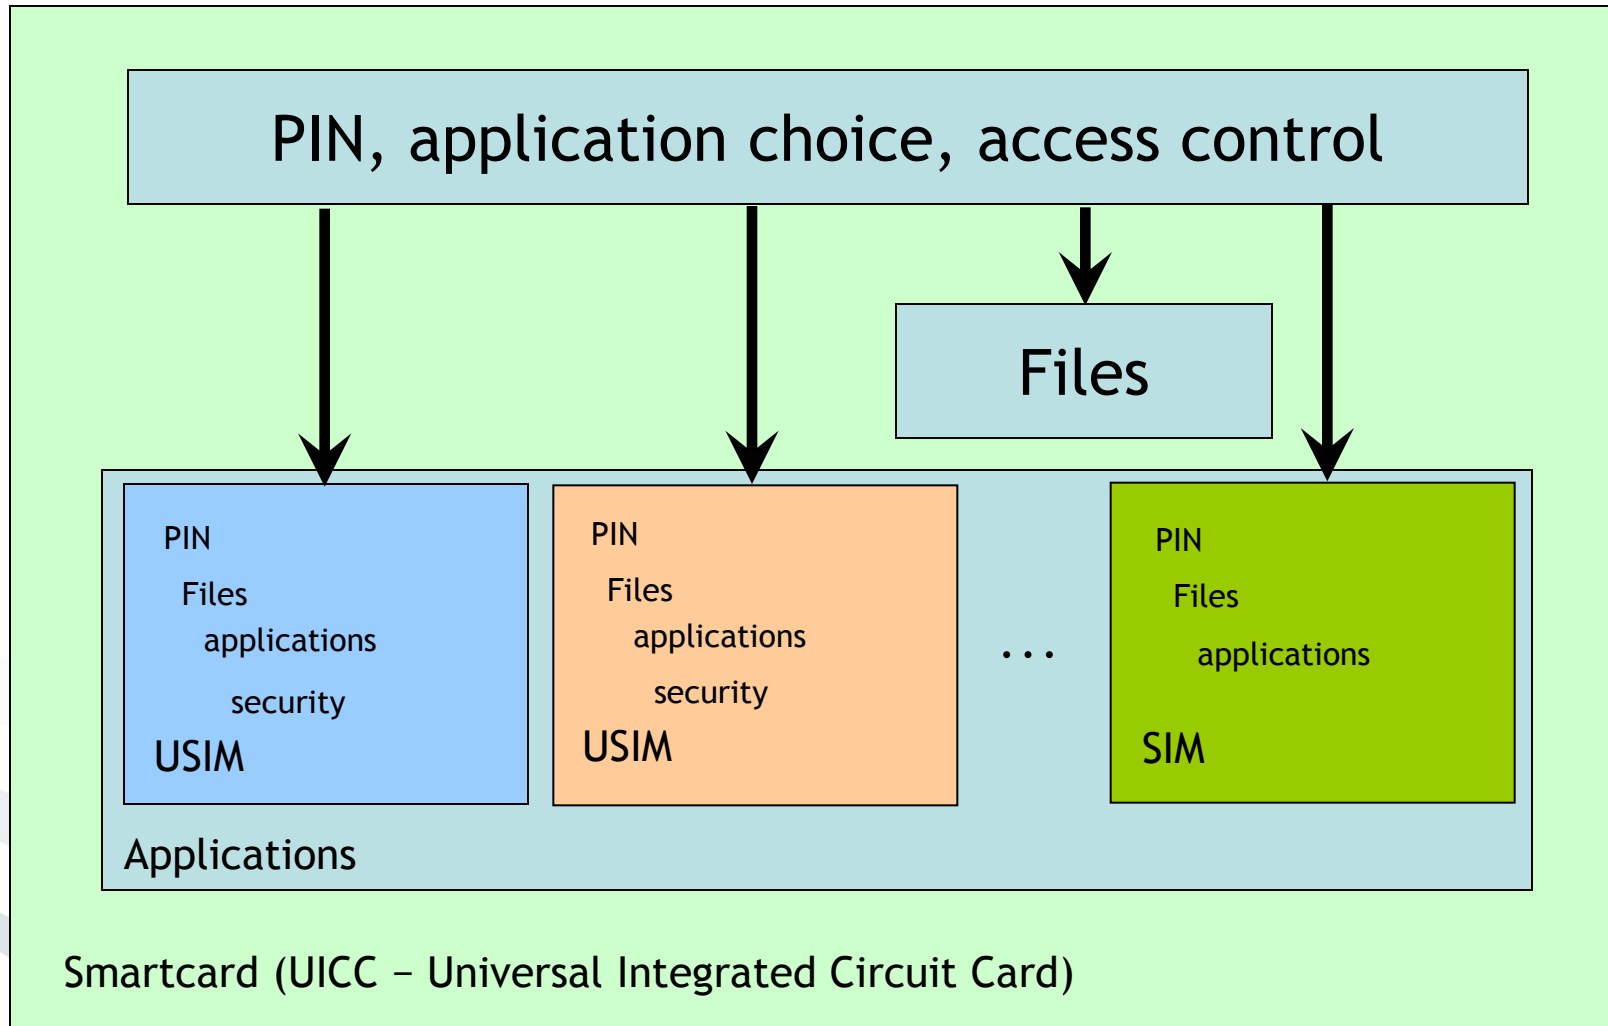 PIN, application choice, access control
Files
PIN
Files
applications
security
USIM
PIN
Files
applications
security
USIM
...
PIN
Files
applications
SIM
Applications
Smartcard (UICC – Universal Integrated Circuit Card)